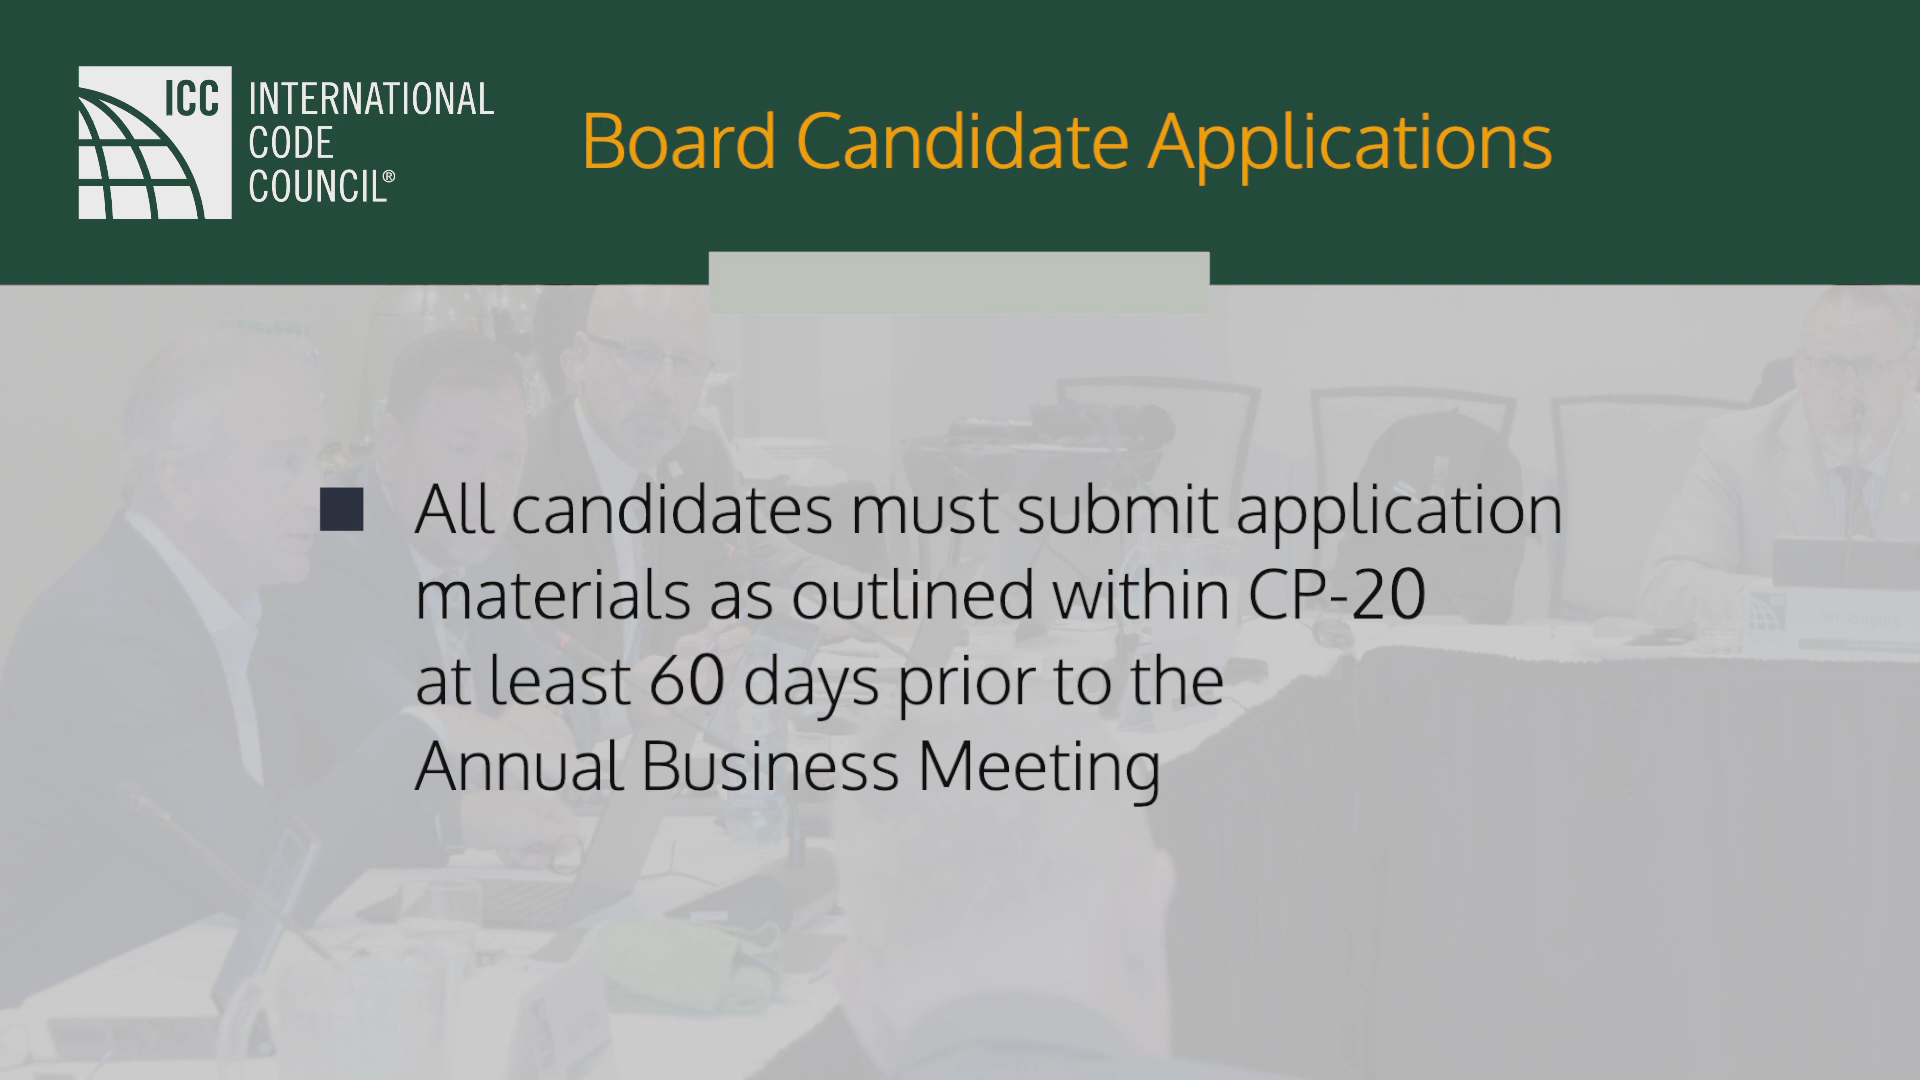 ICC
INTERNATIONAL
CODE
COUNCIL®
Board Candidate Applications
All candidates must submit application
materials as outlined within CP-20
at least 60 days prior to the
Annual Business Meeting